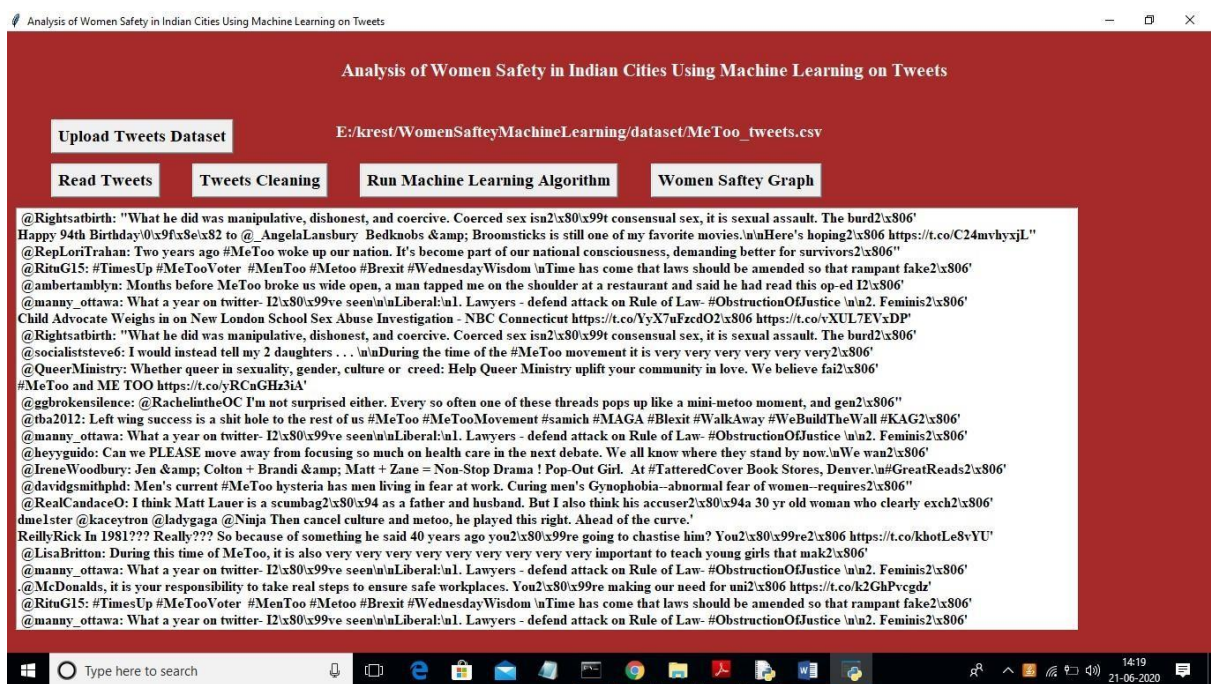 Analysis of Women Safety in Indian Cities Using Machine Learning on Tweets
Analysis of Women Safety in Indian Cities Using Machine Learning on Tweets
Upload Tweets Dataset
E:/krest/WomenSafteyMachineLearning/dataset/MeToo_tweets.csv
Read Tweets
Tweets Cleaning
Run Machine Learning Algorithm
Women Saftey Graph
@Rightsatbirth: "What he did was manipulative, dishonest, and coercive. Coerced sex isn2\x80\x99t consensual sex, it is sexual assault. The burd2\x806'
Happy 94th Birthday\0\x9f\x8e\x82 to @_AngelaLansbury  Bedknobs &amp; Broomsticks is still one of my favorite movies.\n\nHere's hoping2\x806 https://t.co/C24mvhyxjL"
@RepLoriTrahan: Two years ago #MeToo woke up our nation. It's become part of our national consciousness, demanding better for survivors2\x806"
@RituG15: #TimesUp #MeTooVoter  #MenToo #Metoo #Brexit #WednesdayWisdom \nTime has come that laws should be amended so that rampant fake2\x806'
@ambertamblyn: Months before MeToo broke us wide open, a man tapped me on the shoulder at a restaurant and said he had read this op-ed I2\x806'
@manny_ottawa: What a year on twitter- I2\x80\x99ve seen\n\nLiberal:\n1. Lawyers - defend attack on Rule of Law- #ObstructionOfJustice \n\n2. Feminis2\x806'
Child Advocate Weighs in on New London School Sex Abuse Investigation - NBC Connecticut https://t.co/YyX7uFzcdO2\x806 https://t.co/vXUL7EVxDP'
@Rightsatbirth: "What he did was manipulative, dishonest, and coercive. Coerced sex isn2\x80\x99t consensual sex, it is sexual assault. The burd2\x806'
@socialiststeve6: I would instead tell my 2 daughters . . . \n\nDuring the time of the #MeToo movement it is very very very very very very2\x806'
@QueerMinistry: Whether queer in sexuality, gender, culture or  creed: Help Queer Ministry uplift your community in love. We believe fai2\x806'
#MeToo and ME TOO https://t.co/yRCnGHz3iA'
@ggbrokensilence: @RachelintheOC I'm not surprised either. Every so often one of these threads pops up like a mini-metoo moment, and gen2\x806"
@tba2012: Left wing success is a shit hole to the rest of us #MeToo #MeTooMovement #samich #MAGA #Blexit #WalkAway #WeBuildTheWall #KAG2\x806'
@manny_ottawa: What a year on twitter- I2\x80\x99ve seen\n\nLiberal:\n1. Lawyers - defend attack on Rule of Law- #ObstructionOfJustice \n\n2. Feminis2\x806'
@heyyguido: Can we PLEASE move away from focusing so much on health care in the next debate. We all know where they stand by now.\nWe wan2\x806'
@IreneWoodbury: Jen &amp; Colton + Brandi &amp; Matt + Zane = Non-Stop Drama ! Pop-Out Girl.  At #TatteredCover Book Stores, Denver.\n#GreatReads2\x806'
@davidgsmithphd: Men's current #MeToo hysteria has men living in fear at work. Curing men's Gynophobia--abnormal fear of women--requires2\x806"
@RealCandaceO: I think Matt Lauer is a scumbag2\x80\x94 as a father and husband. But I also think his accuser2\x80\x94a 30 yr old woman who clearly exch2\x806'
dme1ster @kaceytron @ladygaga @Ninja Then cancel culture and metoo, he played this right. Ahead of the curve.'
ReillyRick In 1981??? Really??? So because of something he said 40 years ago you2\x80\x99re going to chastise him? You2\x80\x99re2\x806 https://t.co/khotLe8vYU'
@LisaBritton: During this time of MeToo, it is also very very very very very very very very very important to teach young girls that mak2\x806'
@manny_ottawa: What a year on twitter- I2\x80\x99ve seen\n\nLiberal:\n1. Lawyers - defend attack on Rule of Law- #ObstructionOfJustice \n\n2. Feminis2\x806'
.@McDonalds, it is your responsibility to take real steps to ensure safe workplaces. You2\x80\x99re making our need for uni2\x806 https://t.co/k2GhPvcgdz'
@RituG15: #TimesUp #MeTooVoter  #MenToo #Metoo #Brexit #WednesdayWisdom \nTime has come that laws should be amended so that rampant fake2\x806'
@manny_ottawa: What a year on twitter- I2\x80\x99ve seen\n\nLiberal:\n1. Lawyers - defend attack on Rule of Law- #ObstructionOfJustice \n\n2. Feminis2\x806'
Type here to search
14:19
21-06-2020